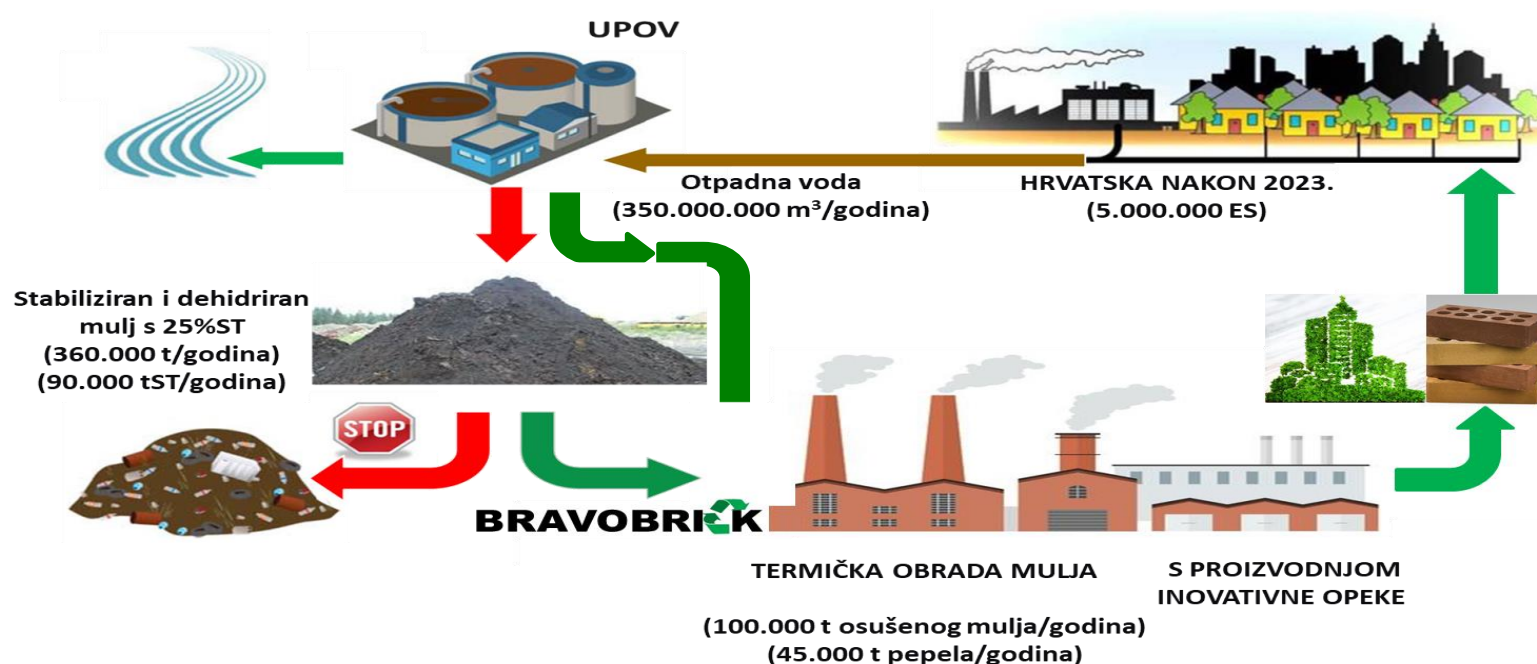 UPOV
Otpadna voda
(350.000.000 m³/godina)
HRVATSKA NAKON 2023.
(5.000.000 ES)
Stabiliziran i dehidriran
mulj s 25%ST
(360.000 t/godina)
(90.000 tST/godina)
STOP
BRAVOBRICK
TERMIČKA OBRADA MULJA
(100.000 t osušenog mulja/godina)
(45.000 t pepela/godina)
S PROIZVODNJOM
INOVATIVNE OPEKE